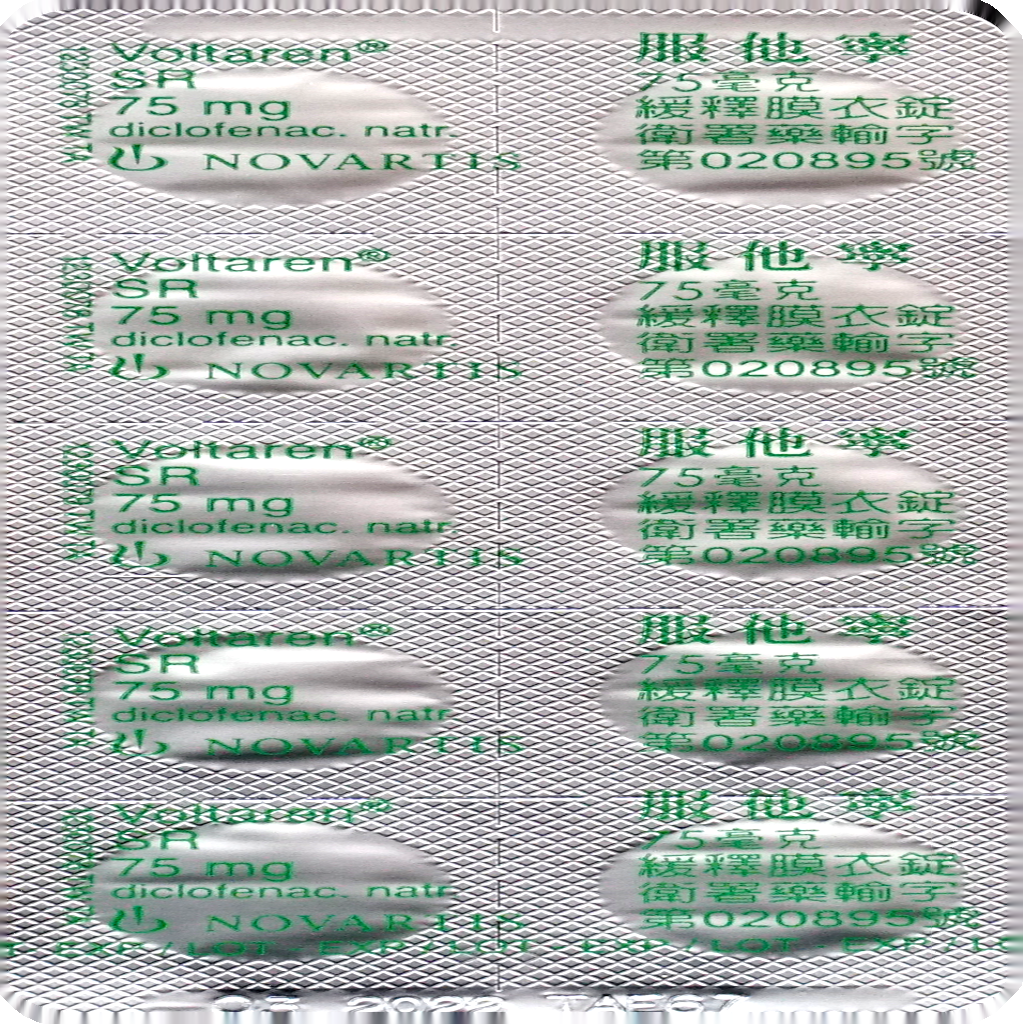 Voltaren®
SR
75 mg
diclofenac. natr.
NOVARTIS
服他寧
75毫克
緩釋膜衣錠
衛署藥輸字
第020895號
Voltaren®
SR
75 mg
diclofenac. natr.
NOVARTIS
服他寧
75毫克
緩釋膜衣錠
衛署藥輸字
第020895號
Voltaren®
SR
75 mg
diclofenac. natr.
NOVARTIS
服他寧
75毫克
緩釋膜衣錠
衛署藥輸字
第020895號
Voltaren®
SR
75 mg
diclofenac. natr.
NOVARTIS
服他寧
75毫克
緩釋膜衣錠
衛署藥輸字
第020895號
Voltaren®
SR
75 mg
diclofenac. natr.
NOVARTIS
服他寧
75毫克
緩釋膜衣錠
衛署藥輸字
第020895號
EXP/LOT · EXP/LOT · EXP/LOT · EXP/LO